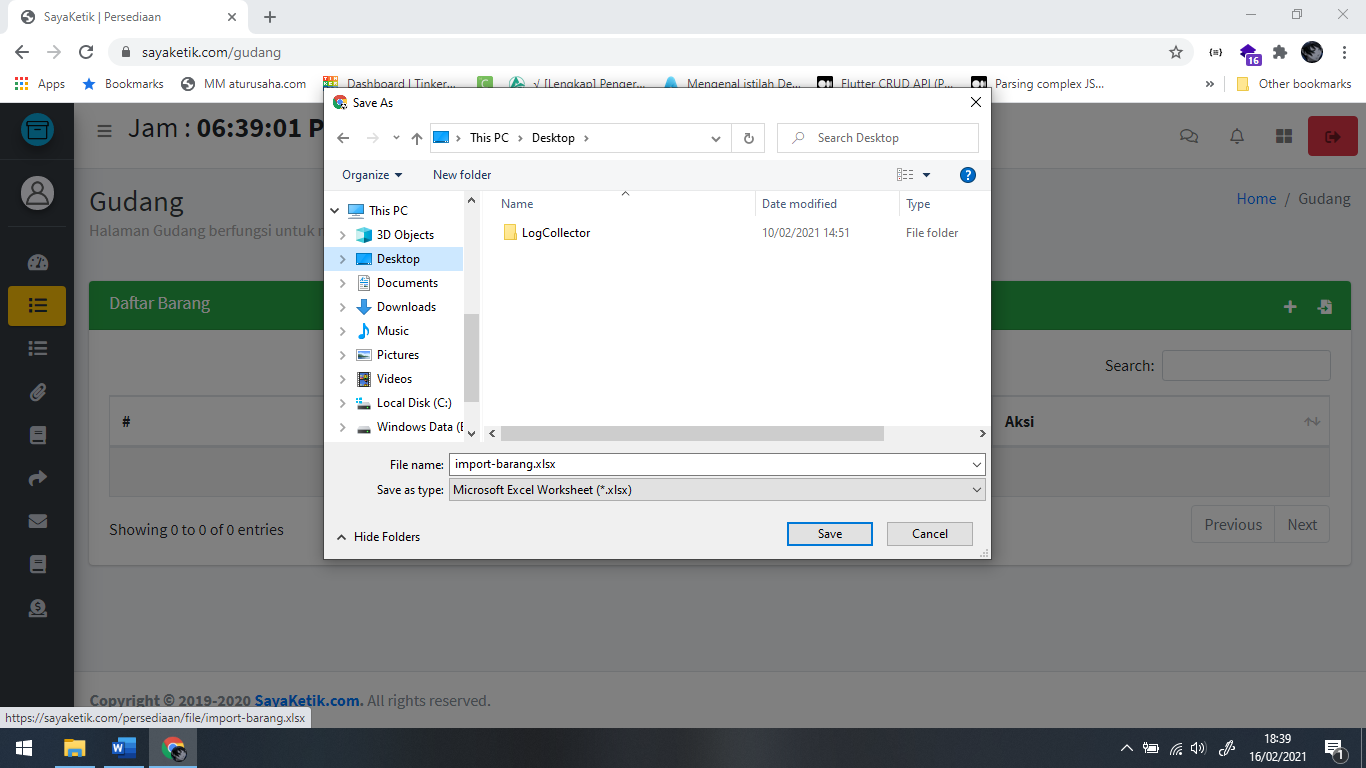 SayaKetik | Persediaan
sayaketik.com/gudang
16
Apps
Bookmarks
MM aturusaha.com
Dashboard | Tinker...
√ [Lengkap] Penger...
Mengenal istilah De...
Flutter CRUD API (P...
Parsing complex JS...
»
Other bookmarks
Jam : 06:39:01 P
Gudang
Halaman Gudang berfungsi untuk
Home / Gudang
Daftar Barang
Search:
#
Aksi
Showing 0 to 0 of 0 entries
Previous
Next
Copyright © 2019-2020 SayaKetik.com. All rights reserved.
https://sayaketik.com/persediaan/file/import-barang.xlsx
Save As
This PC
Desktop
Search Desktop
Organize
New folder
This PC
3D Objects
Desktop
Documents
Downloads
Music
Pictures
Videos
Local Disk (C:)
Windows Data (
Name
Date modified
Type
LogCollector
10/02/2021 14:51
File folder
File name:
import-barang.xlsx
Save as type:
Microsoft Excel Worksheet (*.xlsx)
Hide Folders
Save
Cancel
18:39
16/02/2021
1